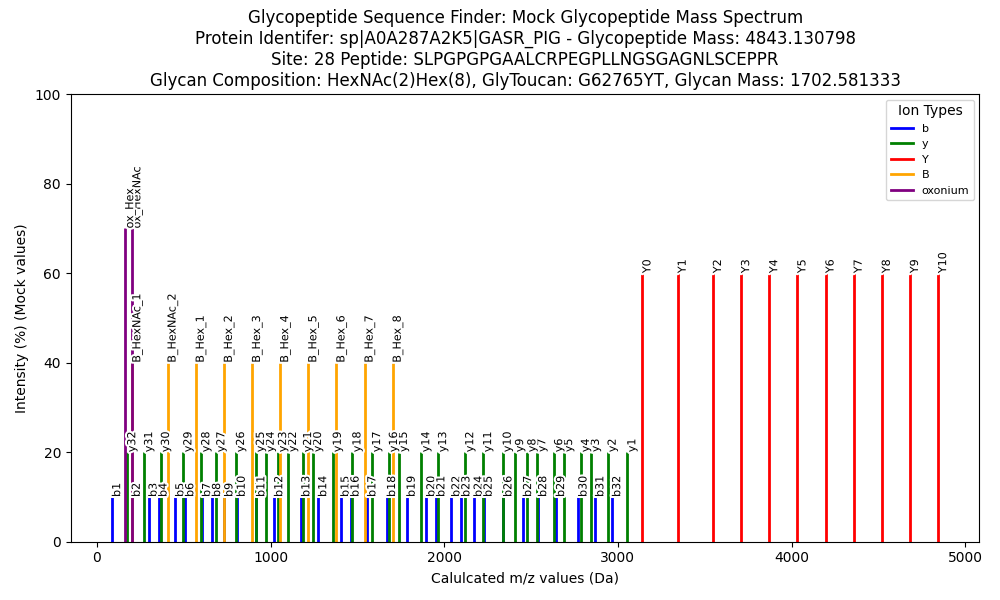 Glycopeptide Sequence Finder: Mock Glycopeptide Mass Spectrum
Protein Identifer: sp|A0A287A2K5|GASR_PIG - Glycopeptide Mass: 4843.130798
Site: 28 Peptide: SLPGPGPGAALCRPEGPLLNGSGAGNLSCEPPR
Glycan Composition: HexNAc(2)Hex(8), GlyToucan: G62765YT, Glycan Mass: 1702.581333
Intensity (%) (Mock values)
100
80
60
40
20
0
Ion Types
b
y
Y
B
oxonium
ox_Hex
ox_HexNAc
Y0 Y1 Y2 Y3 Y4 Y5 Y6 Y7 Y8 Y9 Y10
B_HexNAc_1 B_HexNAc_2 B_Hex_1 B_Hex_2 B_Hex_3 B_Hex_4 B_Hex_5 B_Hex_6 B_Hex_7 B_Hex_8
y32 y31 y30 y29 y28 y27 y26 y25 y24 y23 y22 y21 y20 y19 y18 y17 y16 y15 y14 y13 y12 y11 y10 y9 y8 y7 y6 y5 y4 y3 y2 y1
b1 b2 b3 b4 b5 b6 b7 b8 b9 b10 b11 b12 b13 b14 b15 b16 b17 b18 b19 b20 b21 b22 b23 b24 b25 b26 b27 b28 b29 b30 b31 b32
0 1000 2000 3000 4000 5000
Calulcated m/z values (Da)